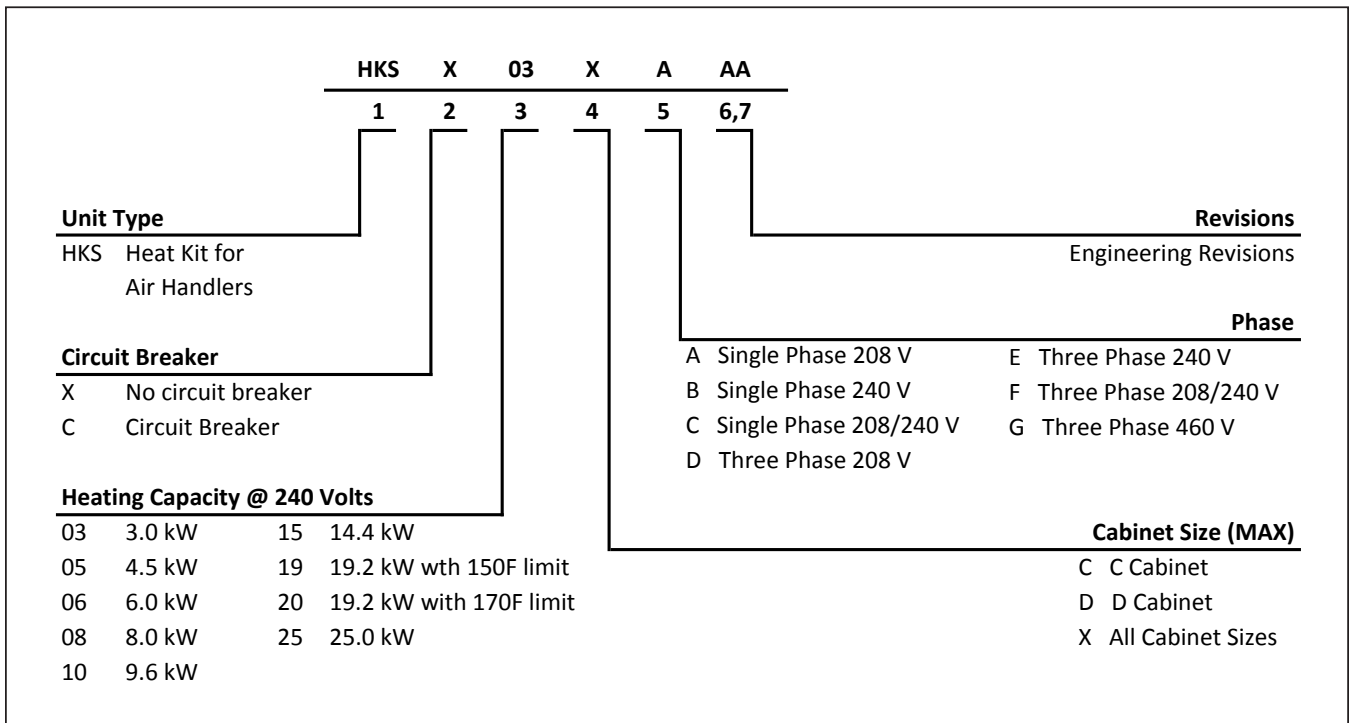 HKS X 03 X A AA
1 2 3 4 5 6,7
Unit Type
HKS Heat Kit for
Air Handlers
Circuit Breaker
X No circuit breaker
C Circuit Breaker
Heating Capacity @ 240 Volts
03 3.0 kW 15 14.4 kW
05 4.5 kW 19 19.2 kW wth 150F limit
06 6.0 kW 20 19.2 kW with 170F limit
08 8.0 kW 25 25.0 kW
10 9.6 kW
Revisions
Engineering Revisions
Phase
A Single Phase 208 V E Three Phase 240 V
B Single Phase 240 V F Three Phase 208/240 V
C Single Phase 208/240 V G Three Phase 460 V
D Three Phase 208 V
Cabinet Size (MAX)
C C Cabinet
D D Cabinet
X All Cabinet Sizes